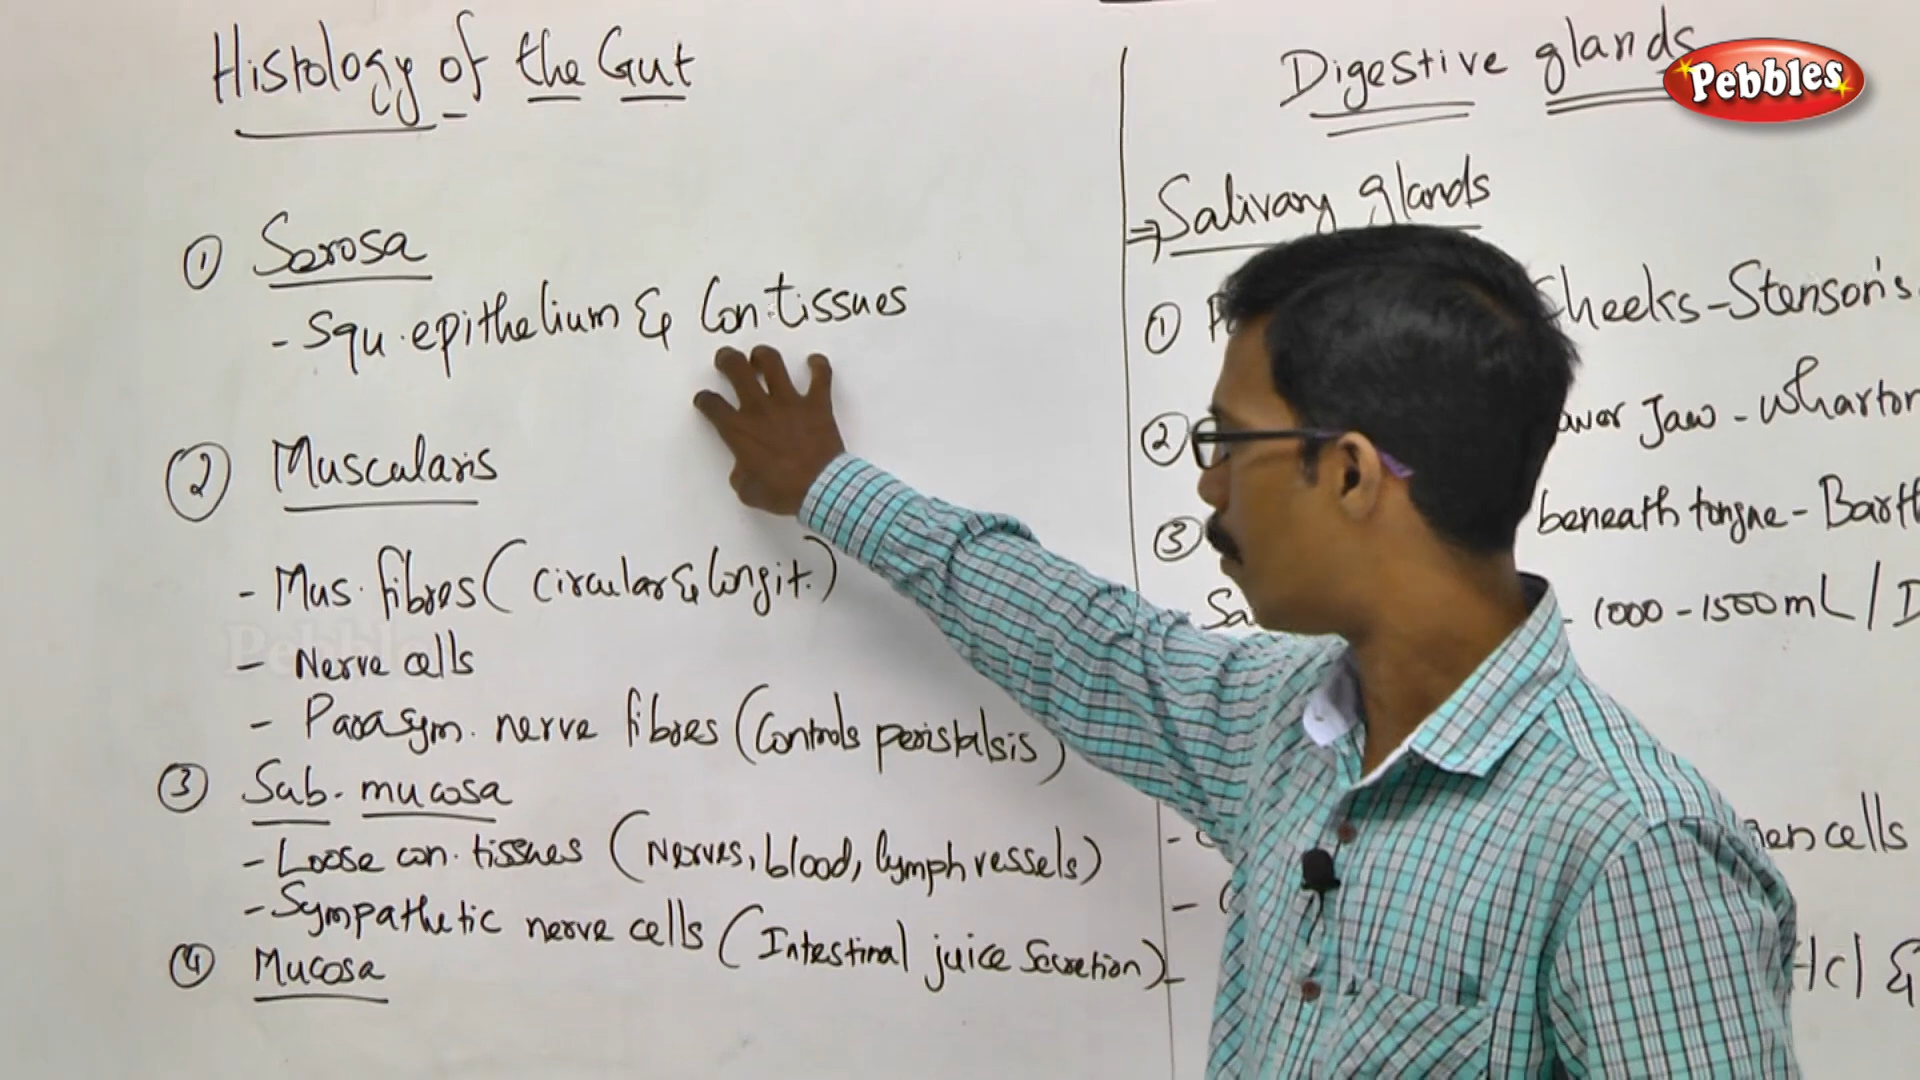 Histology of the Gut
① Serosa
- Squ. epithelium & Con. tissues
② Muscularis
- Mus. fibres (circular & longit.)
- Nerve cells
- Parasym. nerve fibres (Controls peristalsis)
③ Sub-mucosa
- Loose con. tissues (Nerves, blood, lymph vessels)
- Sympathetic nerve cells (Intestinal juice Secretion)
④ Mucosa
Digestive glands
⇒ Salivary glands
① Cheeks - Stenson's
② Jaw - Wharton
③ beneath tongue - Barth
Sa - 1000 - 1500 mL / D
cells
Hcl &
Pebbles
Pebbles